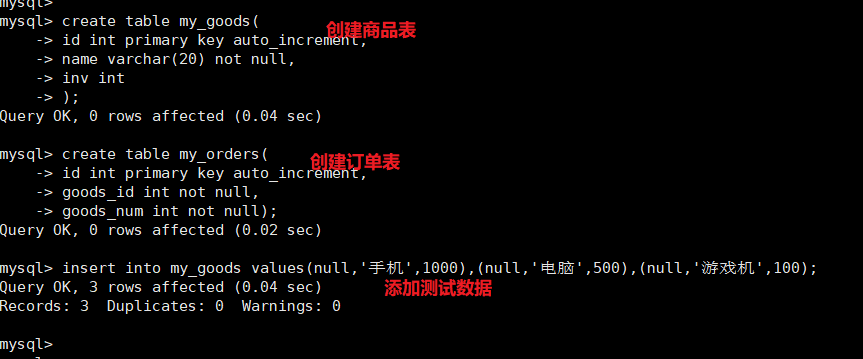 mysql>
mysql> create table my_goods(
创建商品表
-> id int primary key auto_increment,
-> name varchar(20) not null,
-> inv int
-> );
Query OK, 0 rows affected (0.04 sec)
mysql> create table my_orders(
创建订单表
-> id int primary key auto_increment,
-> goods_id int not null,
-> goods_num int not null);
Query OK, 0 rows affected (0.02 sec)
mysql> insert into my_goods values(null,'手机',1000),(null,'电脑',500),(null,'游戏机',100);
Query OK, 3 rows affected (0.04 sec)
添加测试数据
Records: 3  Duplicates: 0  Warnings: 0
mysql>